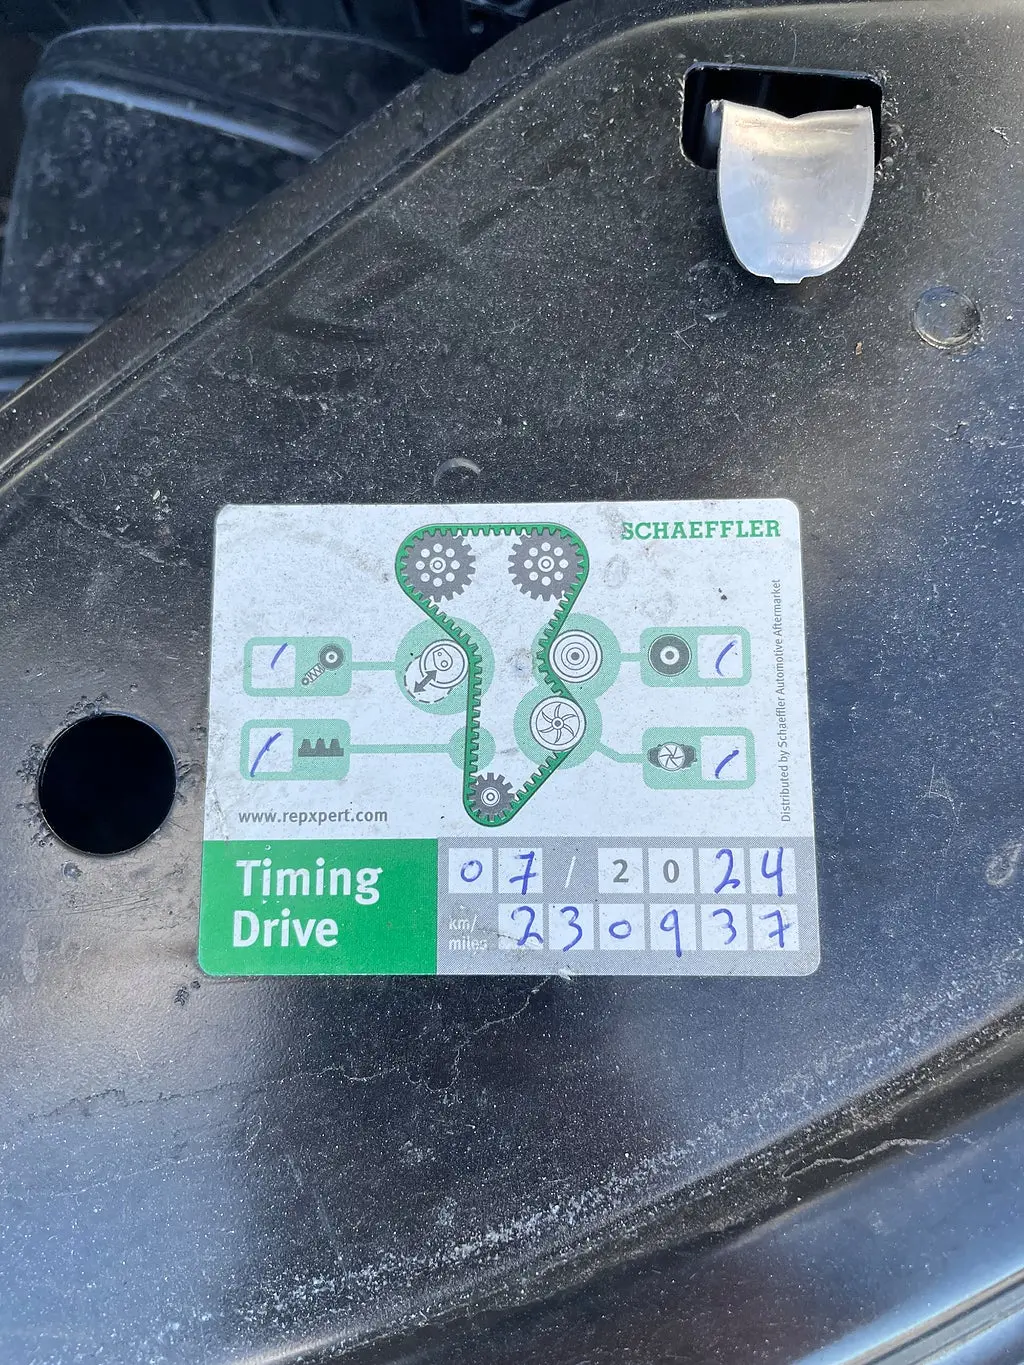 SCHAEFFLER
Distributed by Schaeffler Automotive Aftermarket
www.repxpert.com
Timing
Drive
07/2024
km/
miles
230937